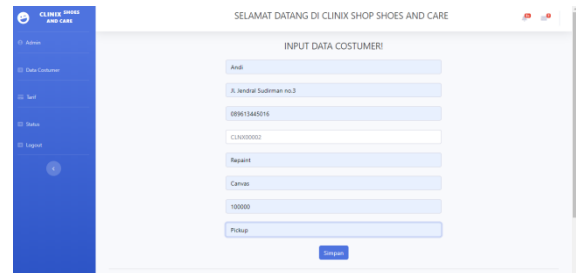 CLINIX SHOES
AND CARE
SELAMAT DATANG DI CLINIX SHOP SHOES AND CARE
Admin
Data Costumer
Tarif
Status
Logout
INPUT DATA COSTUMER!
Andi
Jl. Jendral Sudirman no.3
089613445016
CLNX00002
Repaint
Canvas
100000
Pickup
Simpan